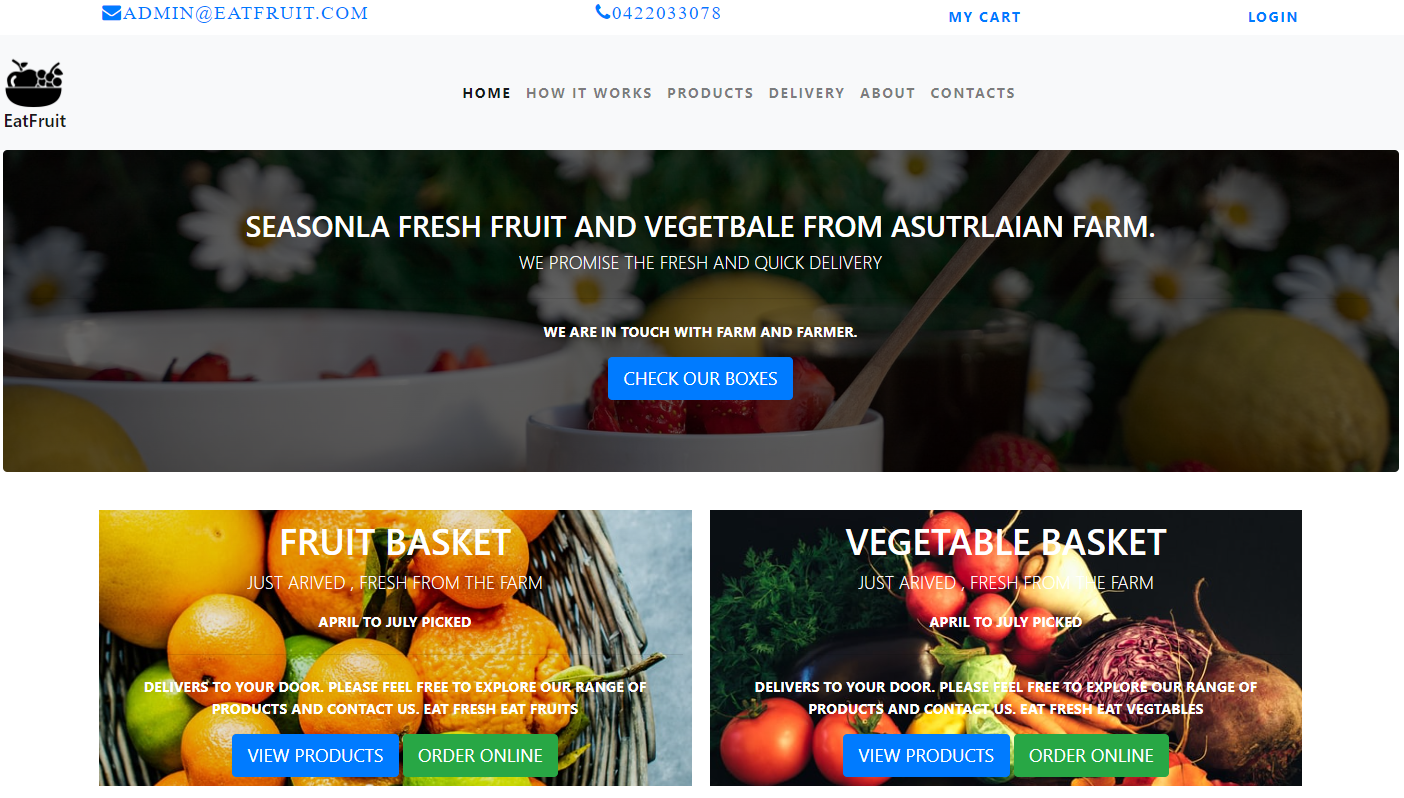 ADMIN@EATFRUIT.COM
0422033078
MY CART
LOGIN
EatFruit
HOME
HOW IT WORKS
PRODUCTS
DELIVERY
ABOUT
CONTACTS
SEASONLA FRESH FRUIT AND VEGETBALE FROM ASUTRLAIAN FARM.
WE PROMISE THE FRESH AND QUICK DELIVERY
WE ARE IN TOUCH WITH FARM AND FARMER.
CHECK OUR BOXES
FRUIT BASKET
JUST ARIVED , FRESH FROM THE FARM
APRIL TO JULY PICKED
DELIVERS TO YOUR DOOR. PLEASE FEEL FREE TO EXPLORE OUR RANGE OF
PRODUCTS AND CONTACT US. EAT FRESH EAT FRUITS
VIEW PRODUCTS
ORDER ONLINE
VEGETABLE BASKET
JUST ARIVED , FRESH FROM THE FARM
APRIL TO JULY PICKED
DELIVERS TO YOUR DOOR. PLEASE FEEL FREE TO EXPLORE OUR RANGE OF
PRODUCTS AND CONTACT US. EAT FRESH EAT VEGTABLES
VIEW PRODUCTS
ORDER ONLINE